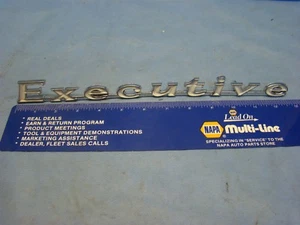 Executive
* REAL DEALS
* EARN & RETURN PROGRAM
* PRODUCT MEETINGS
* TOOL & EQUIPMENT DEMONSTRATIONS
* MARKETING ASSISTANCE
* DEALER, FLEET SALES CALLS
Lead On
NAPA Multi-Line
SPECIALIZING IN "SERVICE" TO THE
NAPA AUTO PARTS STORE